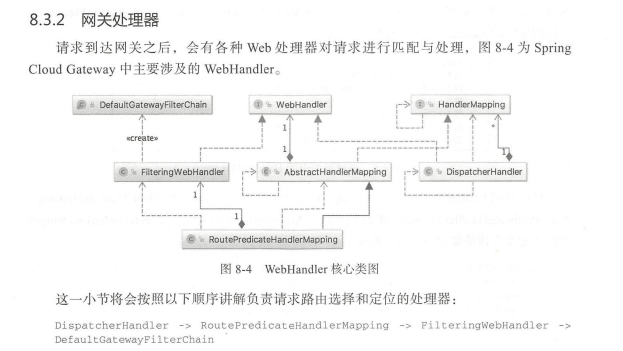 8.3.2 网关处理器
请求到达网关之后，会有各种 Web 处理器对请求进行匹配与处理，图 8-4 为 Spring
Cloud Gateway 中主要涉及的 WebHandler。
DefaultGatewayFilterChain
WebHandler
HandlerMapping
«create»
1
1
*
1
FilteringWebHandler
AbstractHandlerMapping
DispatcherHandler
1
1
RoutePredicateHandlerMapping
图 8-4 WebHandler 核心类图
这一小节将会按照以下顺序讲解负责请求路由选择和定位的处理器：
DispatcherHandler -> RoutePredicateHandlerMapping -> FilteringWebHandler ->
DefaultGatewayFilterChain